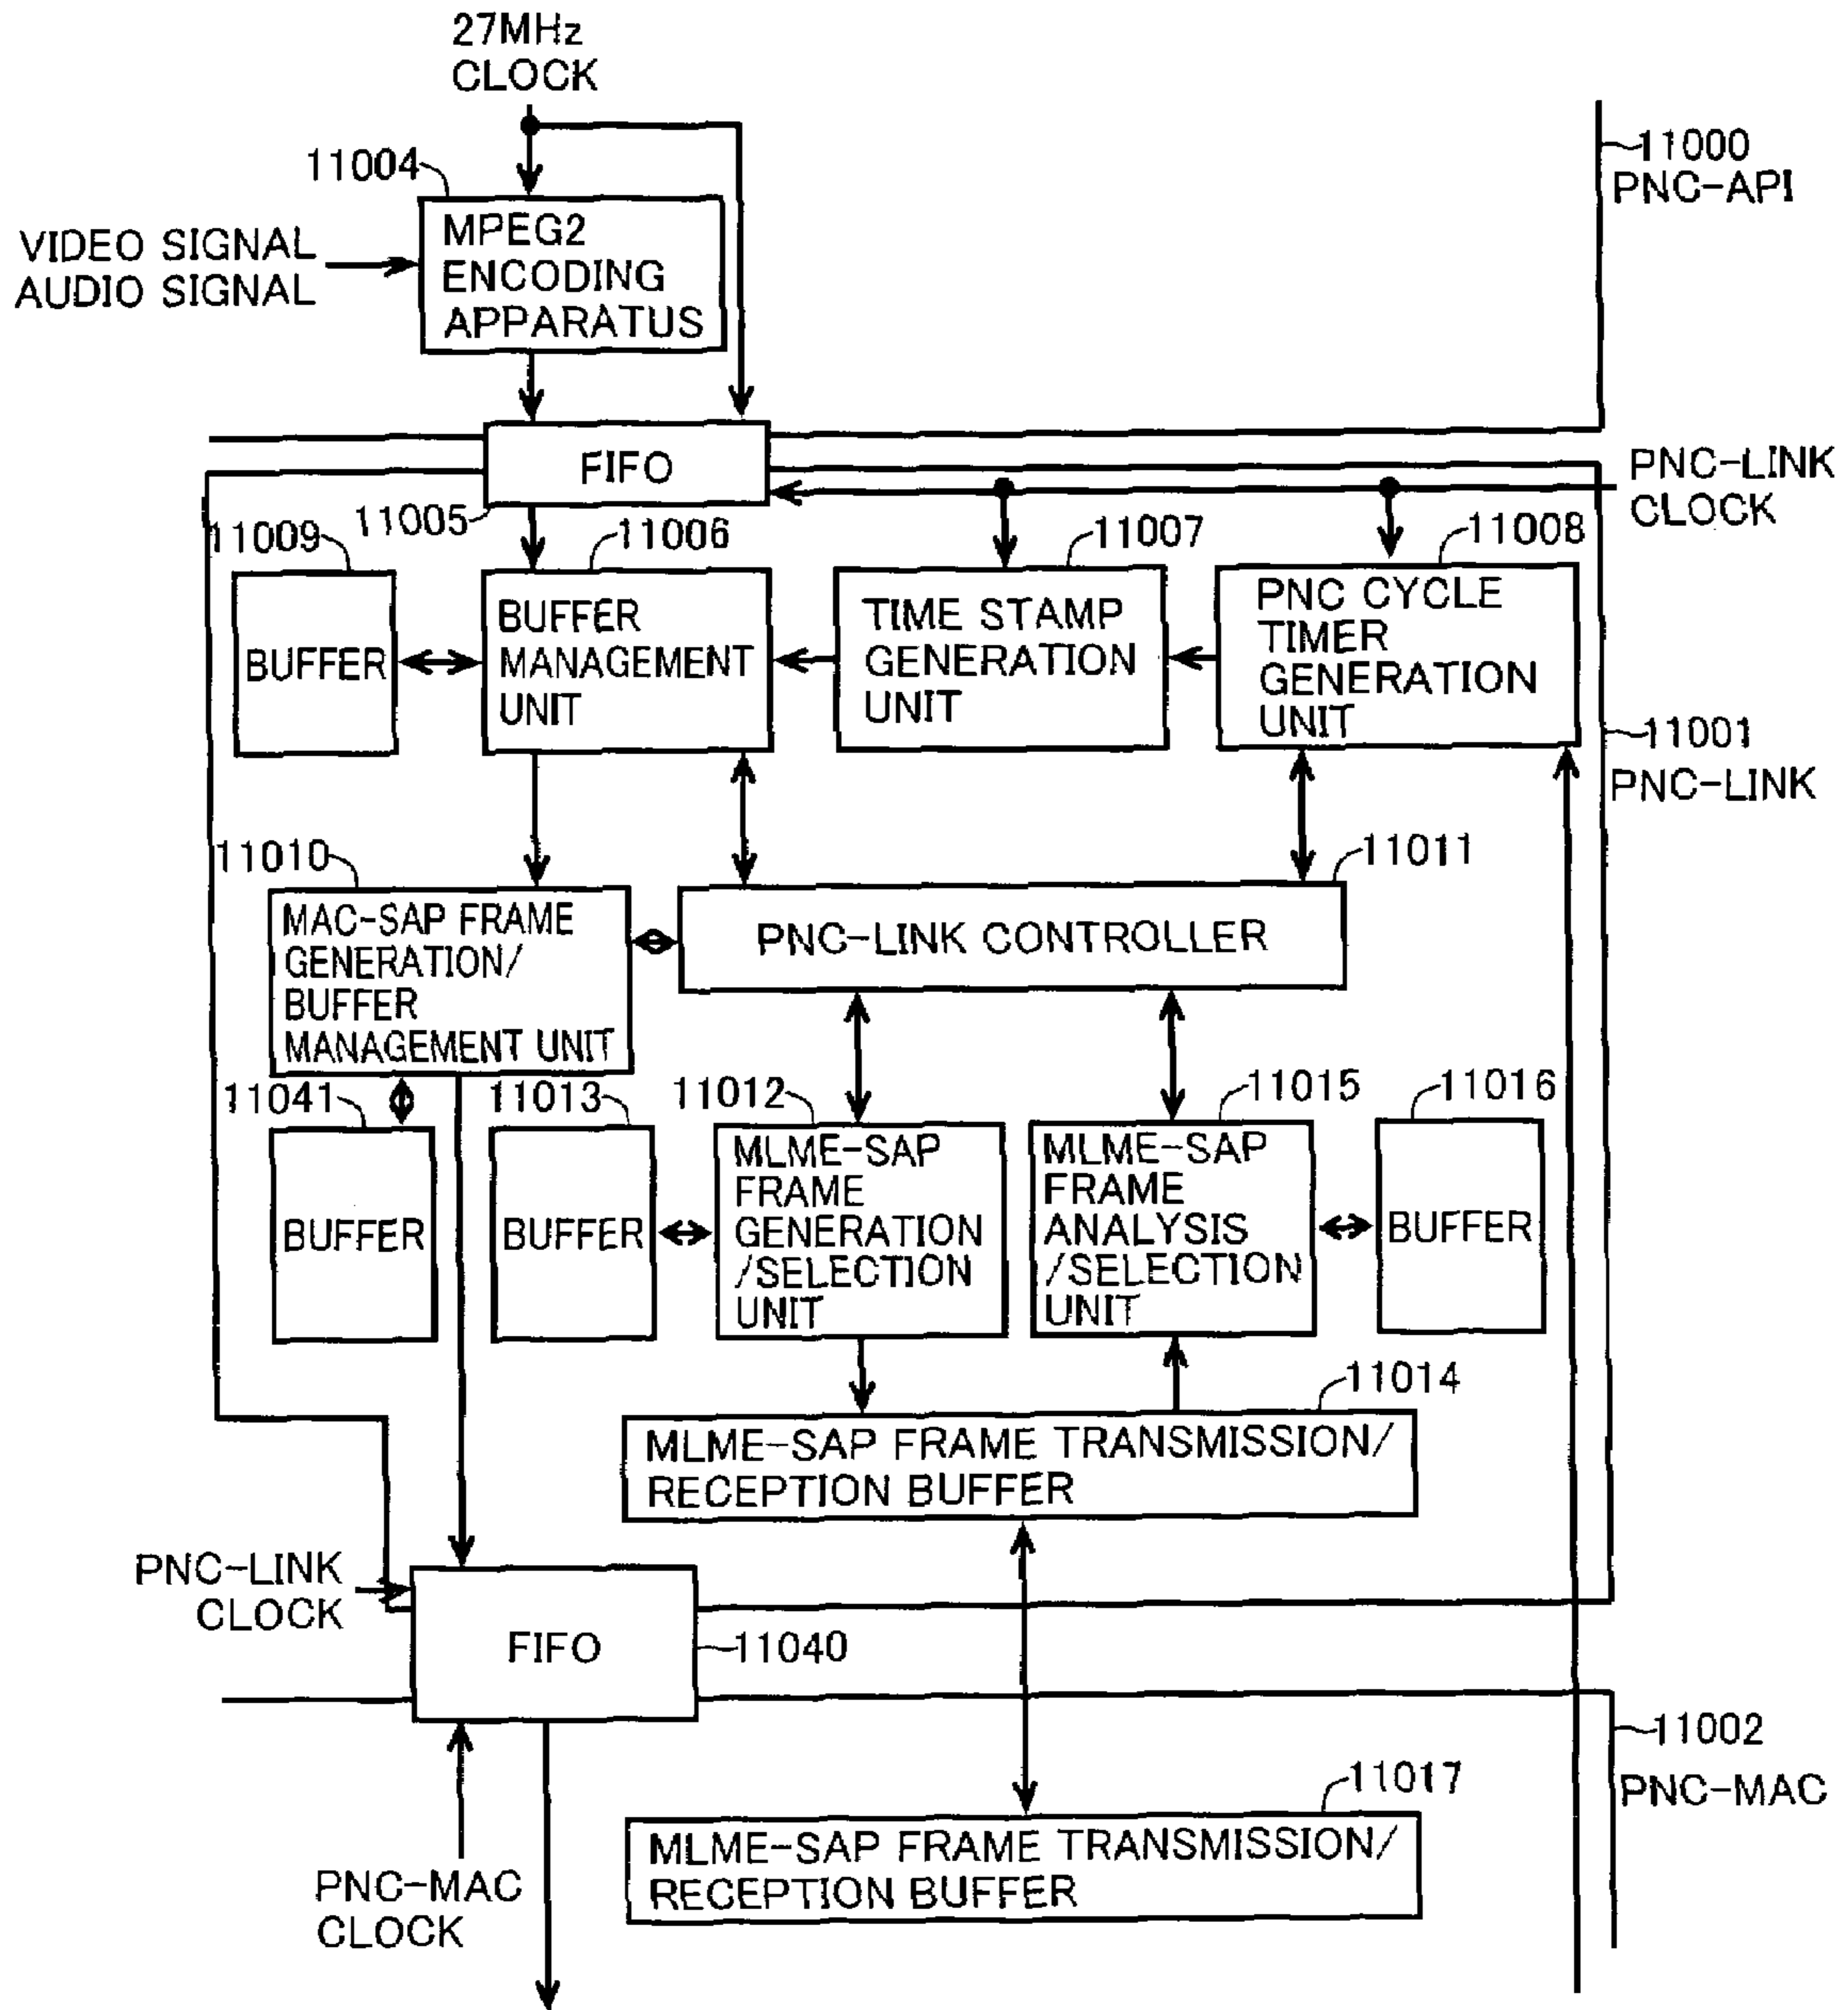 27MHz
CLOCK
11004
11000
PNC-API
MPEG2
ENCODING
APPARATUS
VIDEO SIGNAL
AUDIO SIGNAL
FIFO
PNC-LINK
CLOCK
11005
11009
11006
11007
11008
BUFFER
BUFFER
MANAGEMENT
UNIT
TIME STAMP
GENERATION
UNIT
PNC CYCLE
TIMER
GENERATION
UNIT
11001
PNC-LINK
11010
11011
MAC-SAP FRAME
GENERATION/
BUFFER
MANAGEMENT UNIT
PNC-LINK CONTROLLER
11041
11013
11012
11015
11016
BUFFER
BUFFER
MLME-SAP
FRAME
GENERATION
/SELECTION
UNIT
MLME-SAP
FRAME
ANALYSIS
/SELECTION
UNIT
BUFFER
11014
MLME-SAP FRAME TRANSMISSION/
RECEPTION BUFFER
PNC-LINK
CLOCK
FIFO
11040
11002
PNC-MAC
11017
MLME-SAP FRAME TRANSMISSION/
RECEPTION BUFFER
PNC-MAC
CLOCK